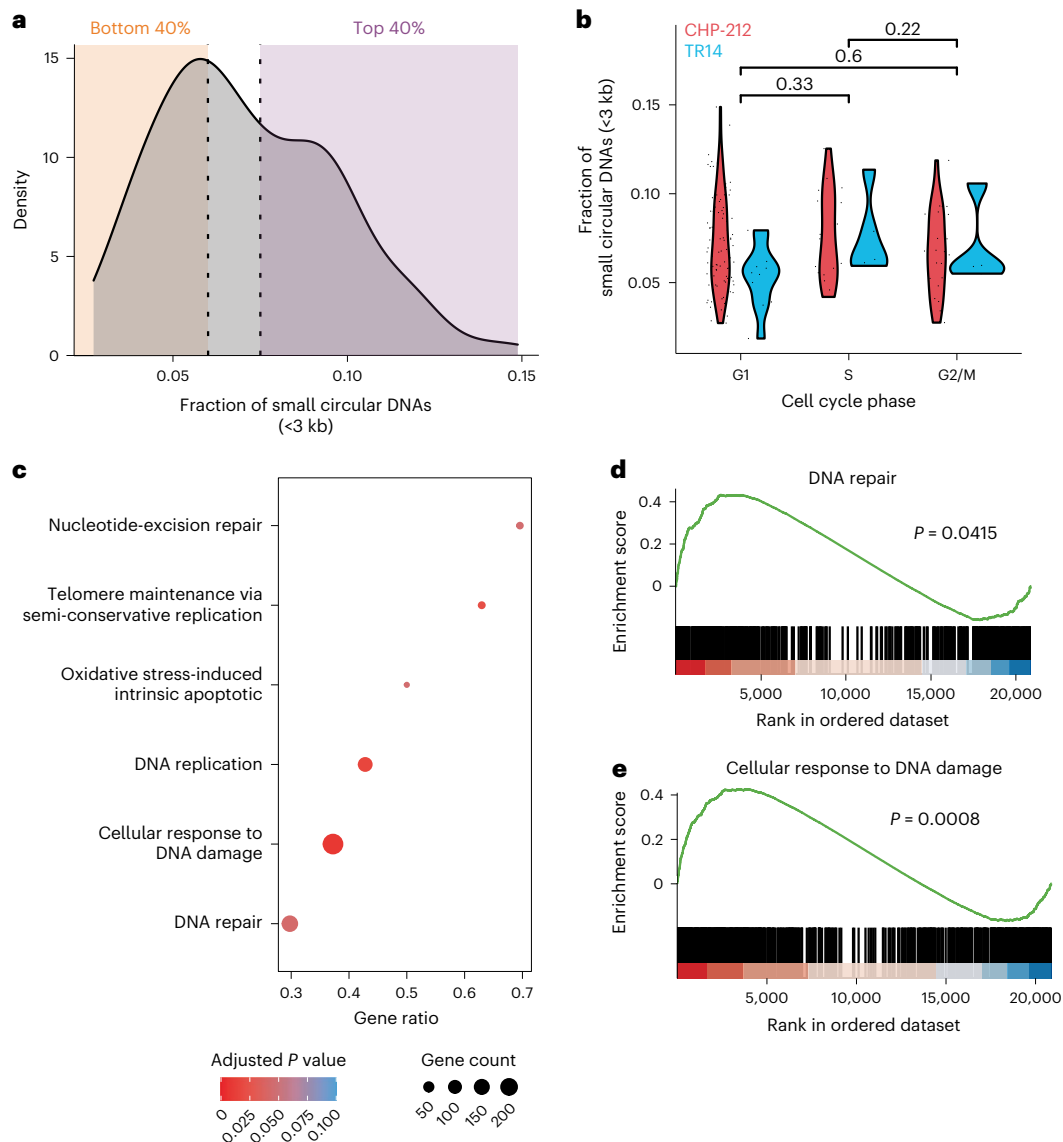 a
Bottom 40%
Top 40%
15
10
5
0
Density
0.05
0.10
0.15
Fraction of small circular DNAs
(<3 kb)
b
CHP-212
TR14
0.22
0.6
0.33
0.15
0.10
0.05
Fraction of
small circular DNAs (<3 kb)
G1
S
G2/M
Cell cycle phase
c
Nucleotide-excision repair
Telomere maintenance via
semi-conservative replication
Oxidative stress-induced
intrinsic apoptotic
DNA replication
Cellular response to
DNA damage
DNA repair
0.3
0.4
0.5
0.6
0.7
Gene ratio
Adjusted P value
0
0.025
0.050
0.075
0.100
Gene count
50
100
150
200
d
DNA repair
P = 0.0415
0.4
0.2
0
Enrichment score
5,000
10,000
15,000
20,000
Rank in ordered dataset
e
Cellular response to DNA damage
P = 0.0008
0.4
0.2
0
Enrichment score
5,000
10,000
15,000
20,000
Rank in ordered dataset